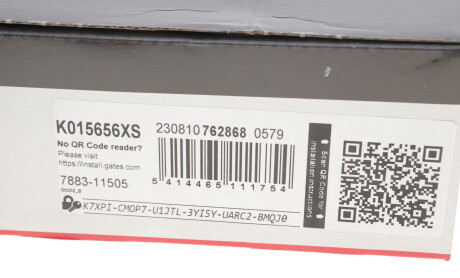 K015656XS
230810762868 0579
No QR Code reader?
Please visit
https://install.gates.com
7883-11505
5 414465 111754
K7XPI-CMOP7-U1JTL-3YI5Y-UARC2-BMQJ0
Scan QR Code for
installation instructions